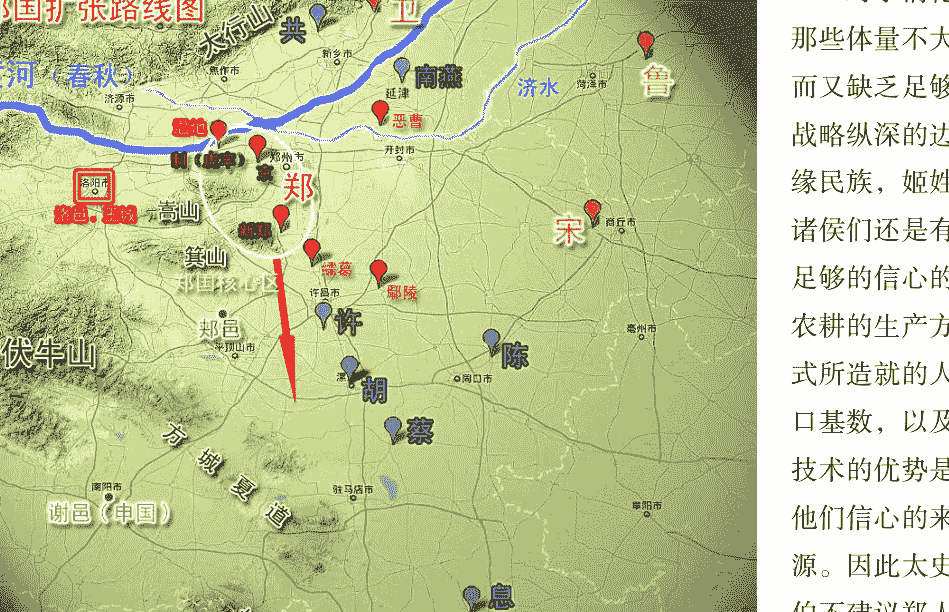 国扩张路线图
卫
太行山
共
新乡市
鲁
河（春秋）
焦作市
南燕
延津
济水
菏泽市
济源市
恶曹
开封市
郑州市
京
郑
洛阳市
嵩山
宋
商丘市
箕山
繻葛
郑国核心区
许昌市
鄢陵
郏邑
平顶山市
许
亳州市
伏牛山
陈
胡
周口市
蔡
方城夏道
南阳市
驻马店市
谢邑（申国）
阜阳市
息
那些体量不大
而又缺乏足够
战略纵深的边
缘民族，姬姓
诸侯们还是有
足够的信心的
农耕的生产方
式所造就的人
口基数，以及
技术的优势是
他们信心的来
源。因此太史
伯不建议郑人